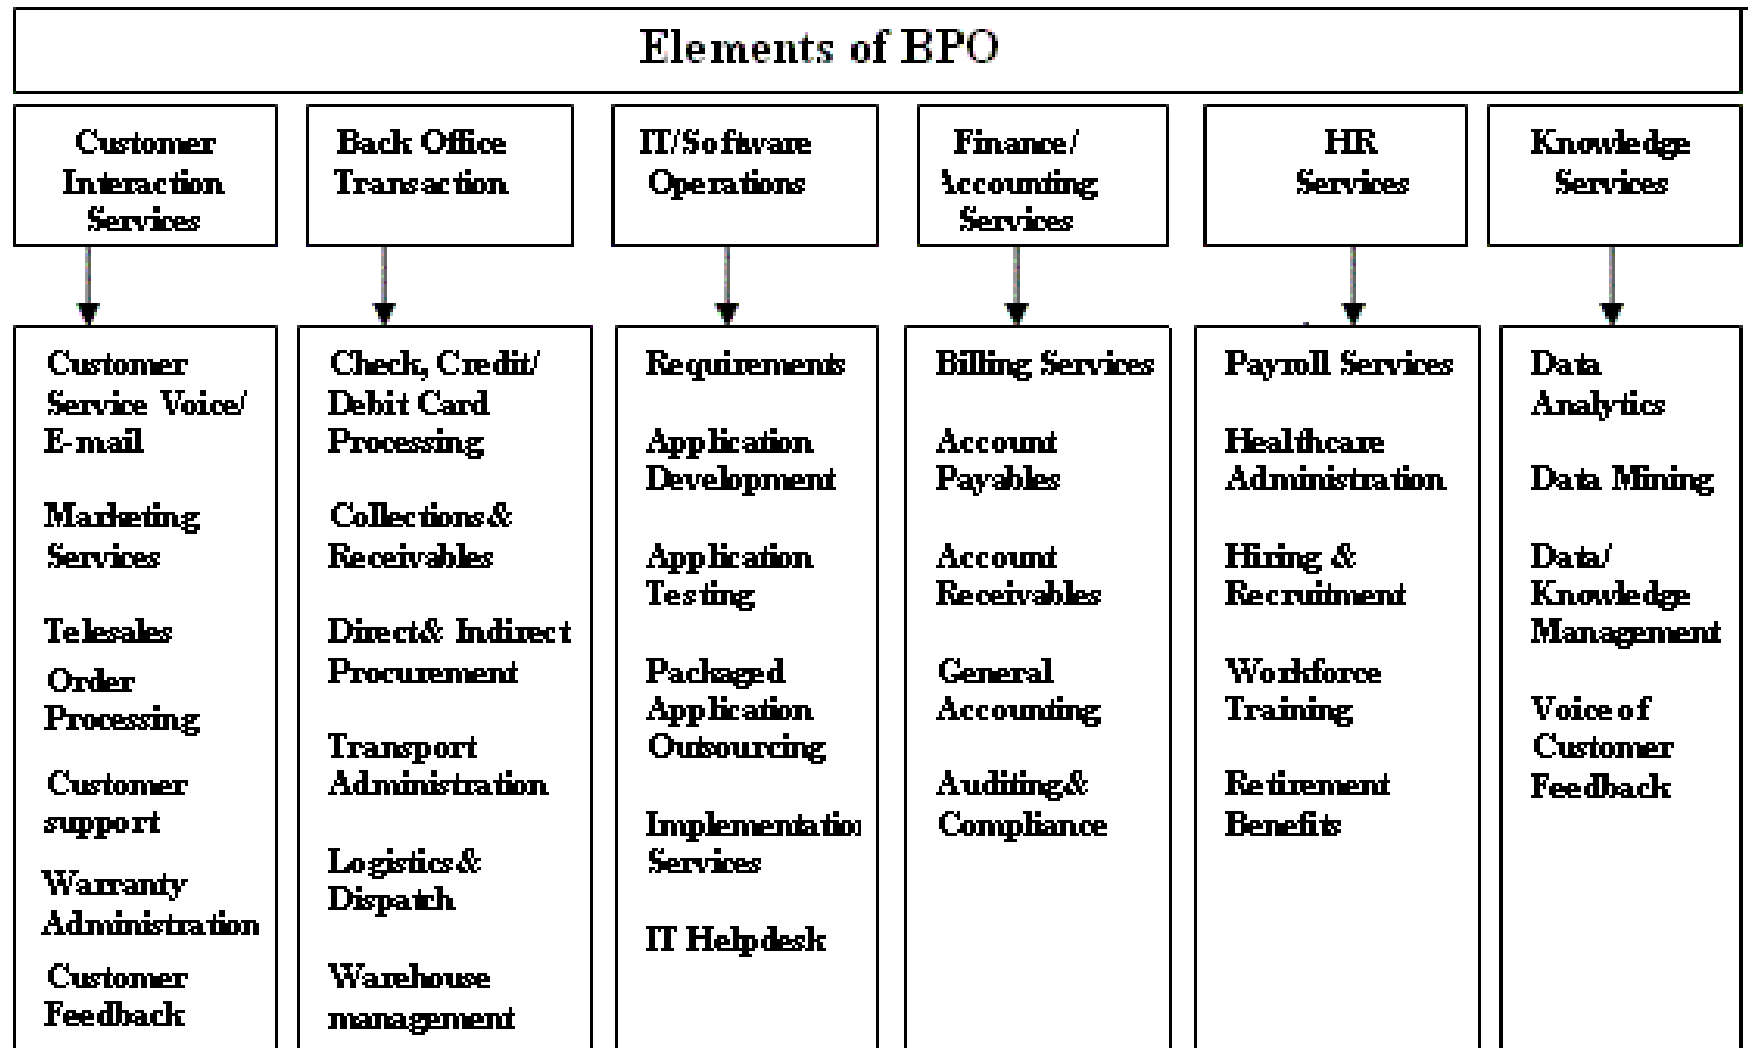 Elements of BPO
Customer
Interaction
Services
Back Office
Transaction
IT/Software
Operations
Finance/
Accounting
Services
HR
Services
Knowledge
Services
Customer
Service Voice/
E-mail
Marketing
Services
Telesales
Order
Processing
Customer
support
Warranty
Administration
Customer
Feedback
Check, Credit/
Debit Card
Processing
Collections&
Receivables
Direct& Indirect
Procurement
Transport
Administration
Logistics&
Dispatch
Warehouse
management
Requirements
Application
Development
Application
Testing
Packaged
Application
Outsourcing
Implementation
Services
IT Helpdesk
Billing Services
Account
Payables
Account
Receivables
General
Accounting
Auditing&
Compliance
Payroll Services
Healthcare
Administration
Hiring &
Recruitment
Workforce
Training
Retirement
Benefits
Data
Analytics
Data Mining
Data/
Knowledge
Management
Voice of
Customer
Feedback